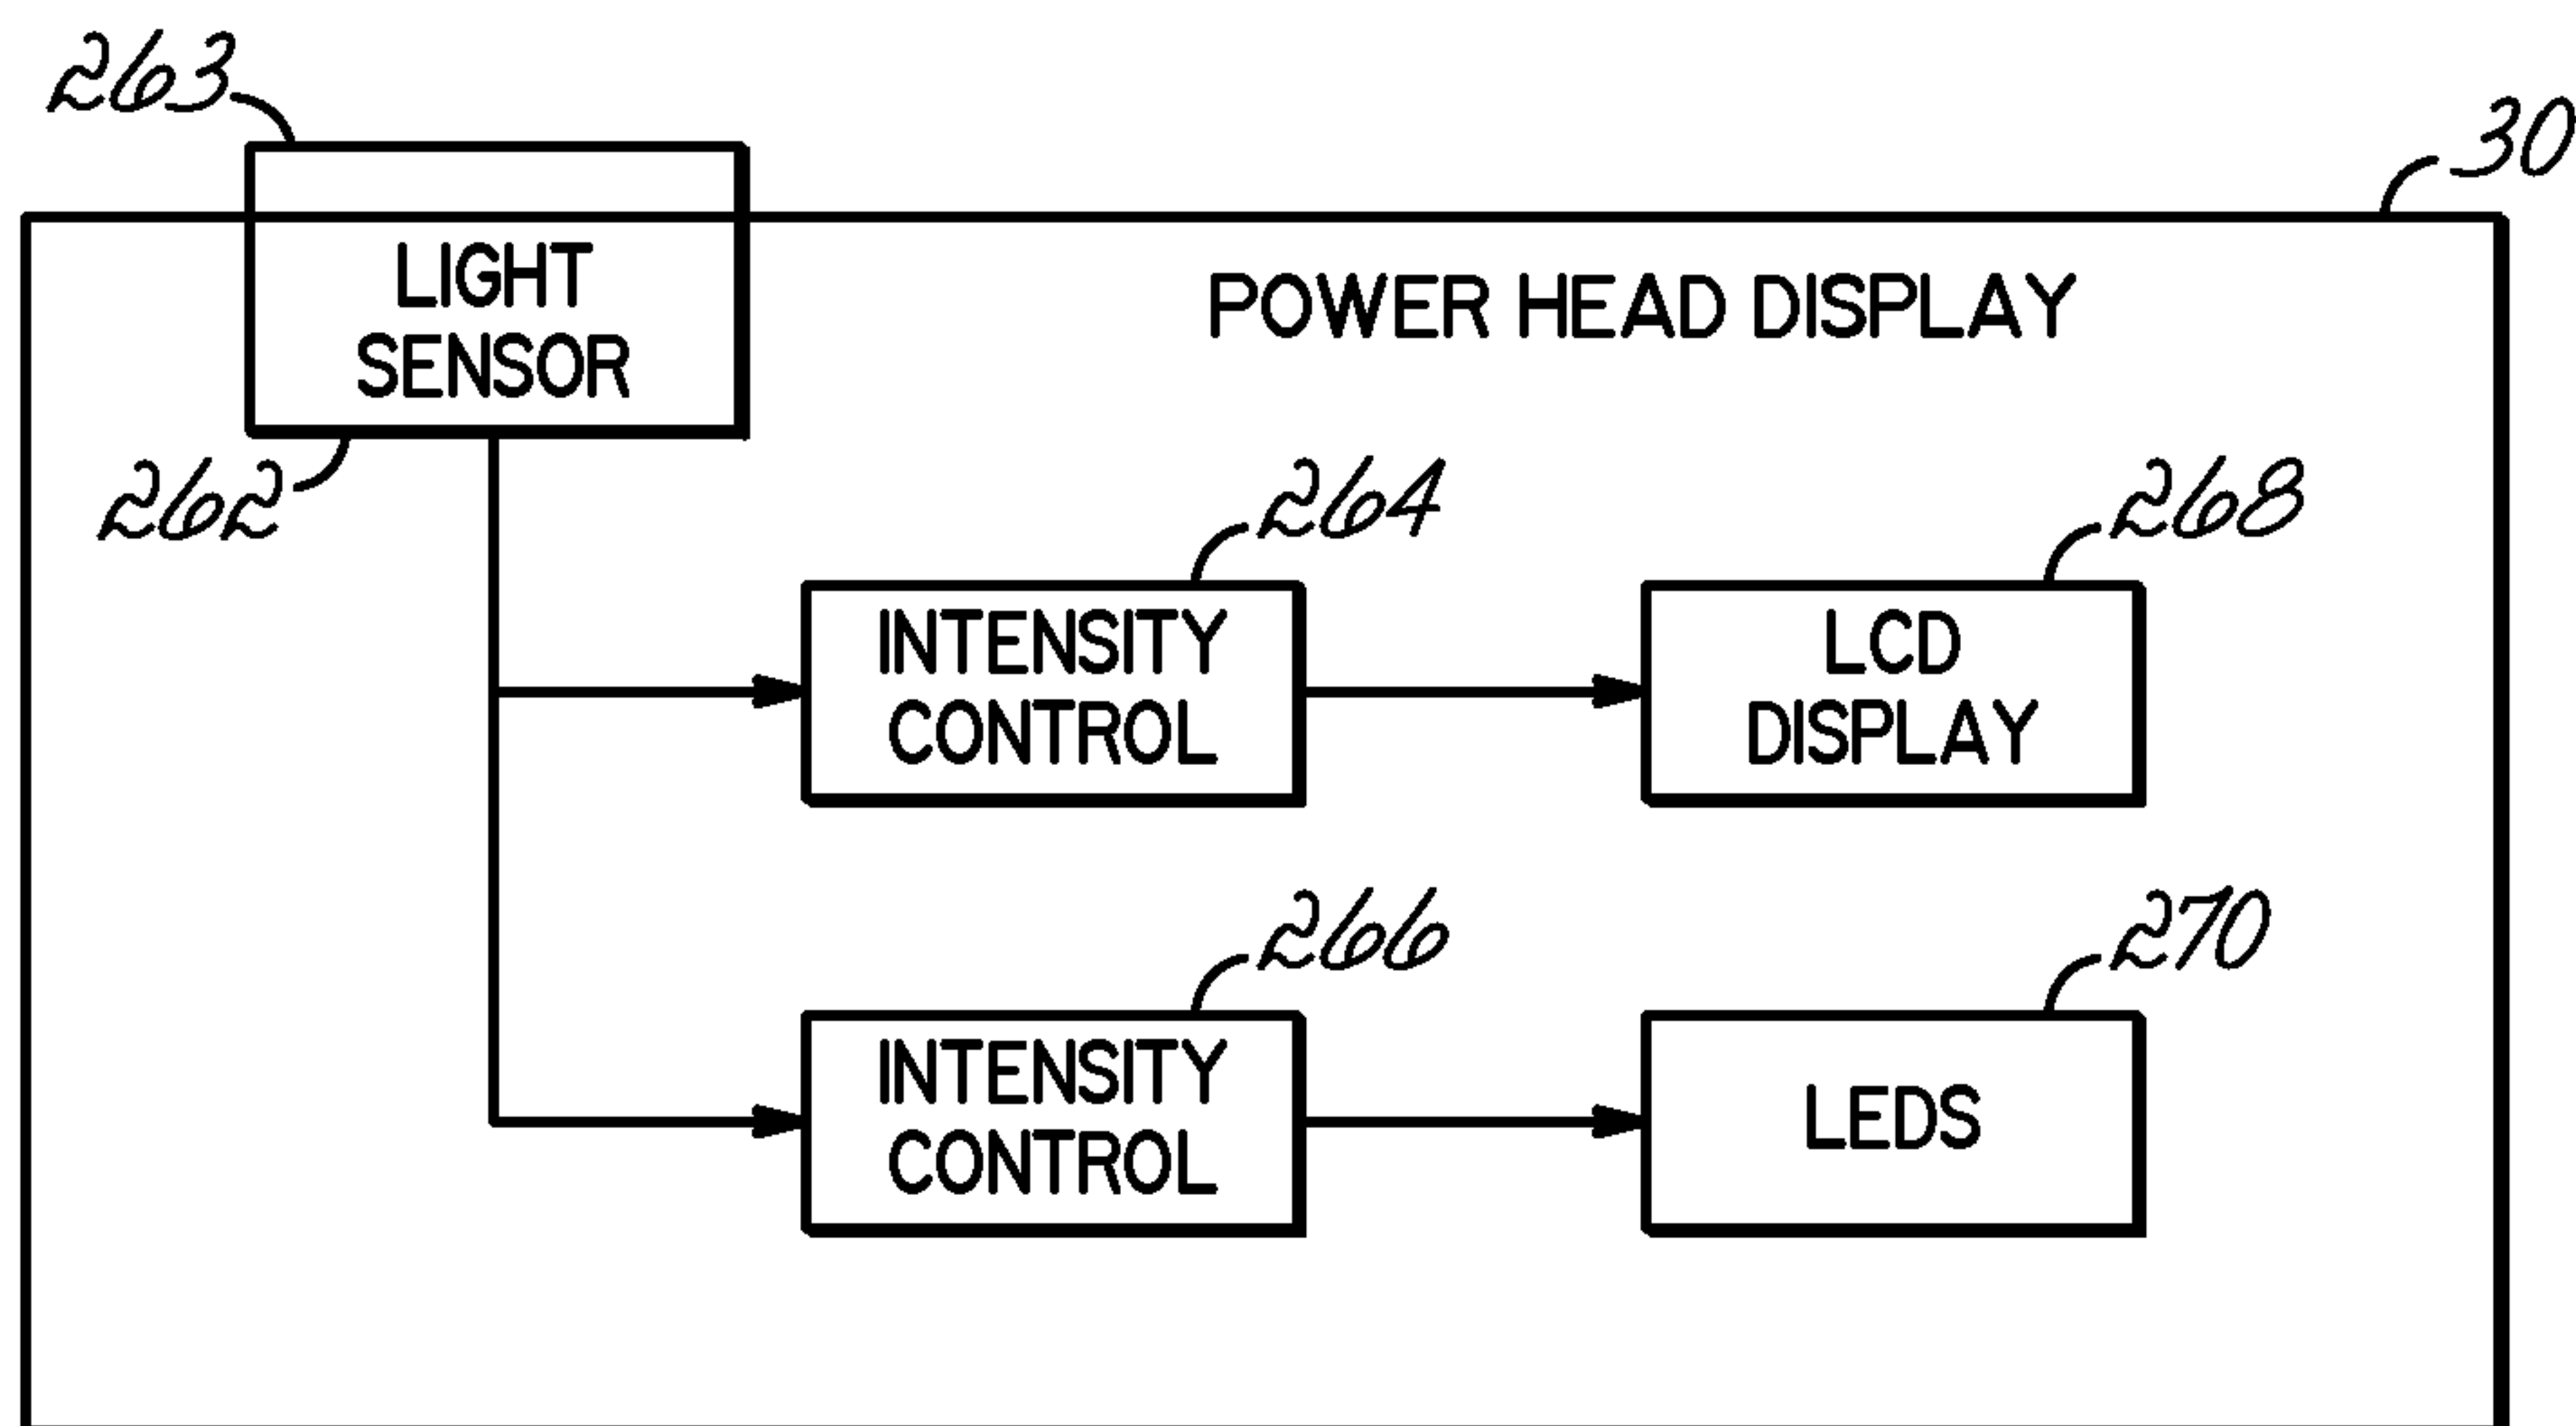 263
30
LIGHT
SENSOR
POWER HEAD DISPLAY
262
264
268
INTENSITY
CONTROL
LCD
DISPLAY
266
270
INTENSITY
CONTROL
LEDS